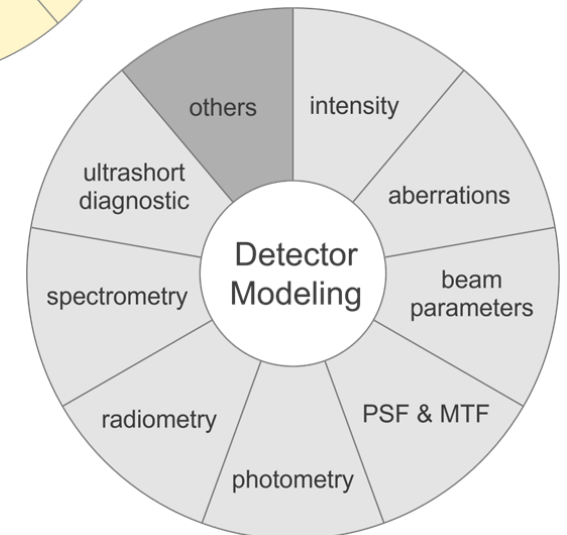 others
intensity
ultrashort
diagnostic
aberrations
Detector
Modeling
beam
parameters
spectrometry
radiometry
PSF & MTF
photometry